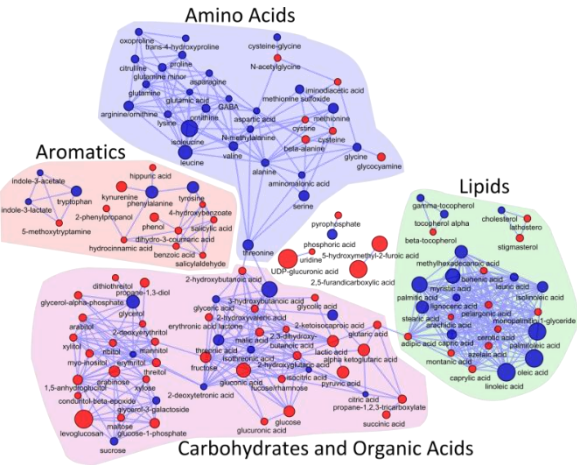 Amino Acids
oxoproline
trans-4-hydroxyproline
cysteine-glycine
proline
N-acetylglycine
citrulline
glutamine minor
asparagine
iminodiacetic acid
glutamine
methionine sulfoxide
glutamic acid
GABA
arginine/ornithine
ornithine
aspartic acid
methionine
lysine
cystine
N-methylalanine
cysteine
isoleucine
beta-alanine
valine
glycine
leucine
alanine
glycocyamine
aminomalonic acid
serine
threonine
Aromatics
hippuric acid
indole-3-acetate
kynurenine
tryptophan
phenylalanine
tyrosine
indole-3-lactate
2-phenylpropanol
4-hydroxybenzoate
5-methoxytryptamine
phenol
salicylic acid
dihydro-3-coumaric acid
hydrocinnamic acid
benzoic acid
salicylaldehyde
pyrophosphate
phosphoric acid
uridine
5-hydroxymethyl-2-furoic acid
UDP-glucuronic acid
2,5-furandicarboxylic acid
Lipids
gamma-tocopherol
cholesterol
tocopherol alpha
lathosterol
beta-tocopherol
stigmasterol
methylhexadecanoic acid
behenic acid
lauric acid
palmitic acid
myristic acid
isolinoleic acid
lignoceric acid
stearic acid
pelargonic acid
arachidic acid
monopalmitin-1-glyceride
adipic acid
capric acid
cerotic acid
palmitoleic acid
azelaic acid
montanic acid
oleic acid
caprylic acid
linoleic acid
2-hydroxybutanoic acid
dithiothreitol
propane-1,3-diol
glycerol-alpha-phosphate
glycerol
3-hydroxybutanoic acid
glyceric acid
glycolic acid
2-hydroxyvaleric acid
arabitol
2-deoxyerythritol
erythronic acid lactone
2-ketoisocaproic acid
glutaric acid
xylitol
ribitol
threonic acid
malic acid
2,3-dihydroxybutanoic acid
lactic acid
myo-inositol
erythritol
isothreonic acid
alpha ketoglutaric acid
threitol
fructose
2-hydroxyglutaric acid
1,5-anhydroglucitol
arabinose
xylose
gluconic acid
isocitric acid
pyruvic acid
fucose/rhamnose
conduritol-beta-epoxide
2-deoxytetronic acid
citric acid
propane-1,2,3-tricarboxylate
glycerol-3-galactoside
levoglucosan
maltose
glucose-1-phosphate
glucose
succinic acid
sucrose
glucuronic acid
Carbohydrates and Organic Acids